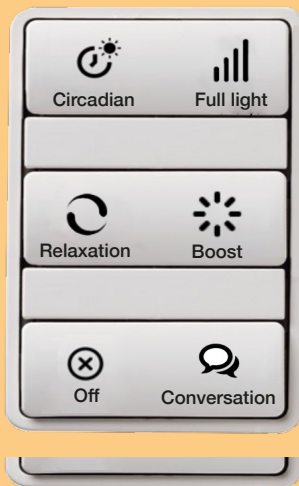 Circadian
Full light
Relaxation
Boost
Off
Conversation